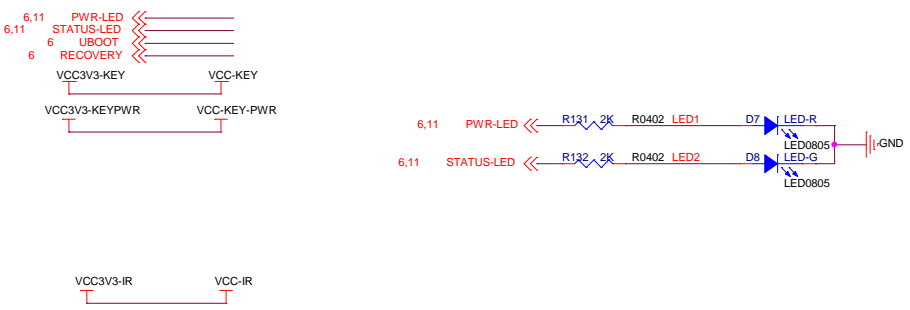 6,11 PWR-LED
6,11 STATUS-LED
6 UBOOT
6 RECOVERY
VCC3V3-KEY VCC-KEY
VCC3V3-KEYPWR VCC-KEY-PWR
6,11 PWR-LED R131 2K R0402 LED1 D7 LED-R
LED0805
GND
6,11 STATUS-LED R132 2K R0402 LED2 D8 LED-G
LED0805
VCC3V3-IR VCC-IR